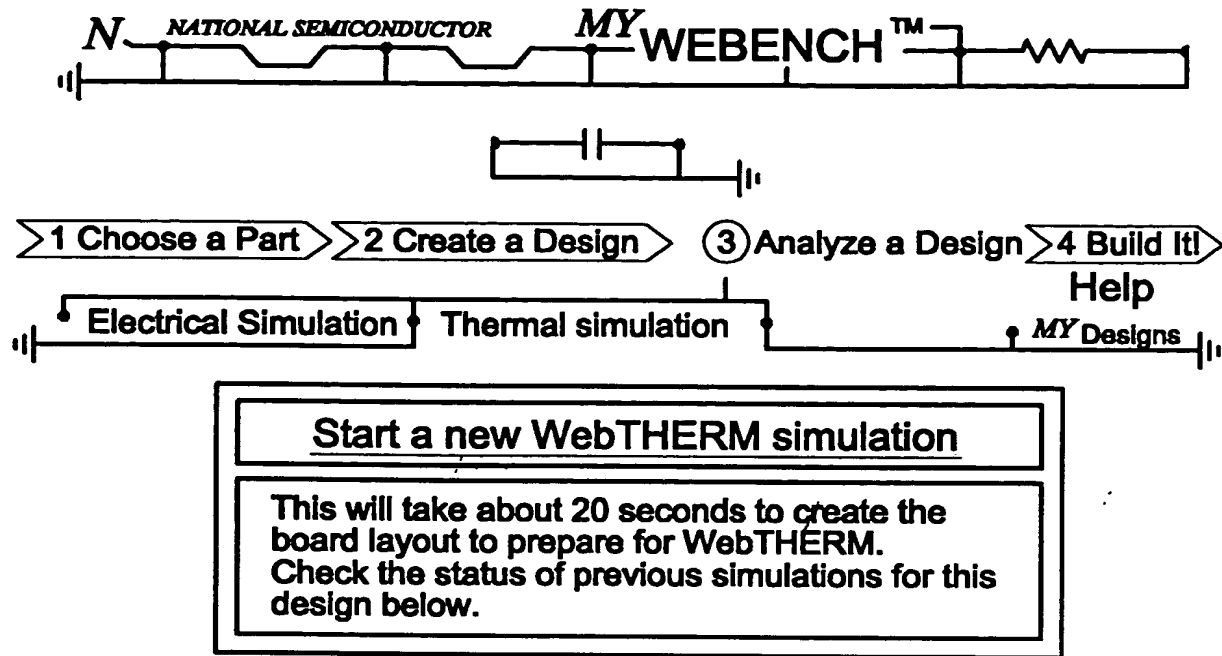 N NATIONAL SEMICONDUCTOR MY WEBENCH™
1 Choose a Part 2 Create a Design 3 Analyze a Design 4 Build It!
Help
Electrical Simulation Thermal simulation
MY Designs
Start a new WebTHERM simulation
This will take about 20 seconds to create the
board layout to prepare for WebTHERM.
Check the status of previous simulations for this
design below.